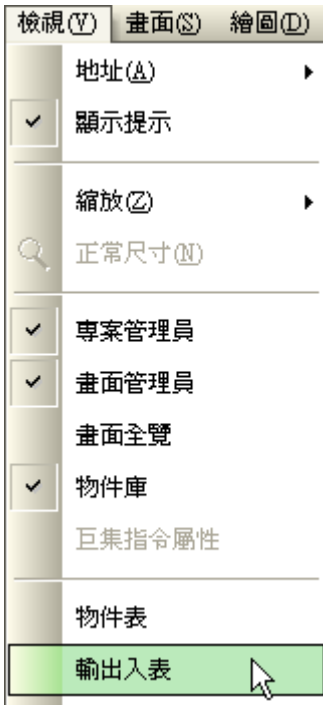 檢視(V) 畫面(S) 繪圖(D)
地址(A)
顯示提示
縮放(Z)
正常尺寸(N)
專案管理員
畫面管理員
畫面全覽
物件庫
巨集指令屬性
物件表
輸出入表